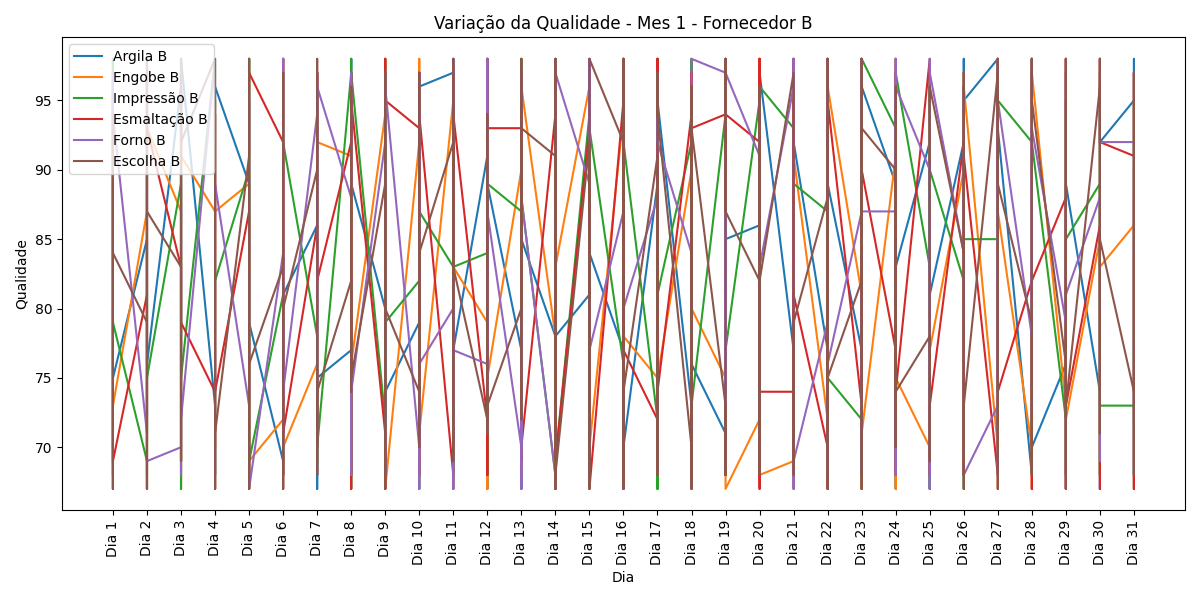 Variação da Qualidade - Mes 1 - Fornecedor B
Argila B
Engobe B
Impressão B
Esmaltação B
Forno B
Escolha B
Qualidade
95
90
85
80
75
70
Dia 1
Dia 2
Dia 3
Dia 4
Dia 5
Dia 6
Dia 7
Dia 8
Dia 9
Dia 10
Dia 11
Dia 12
Dia 13
Dia 14
Dia 15
Dia 16
Dia 17
Dia 18
Dia 19
Dia 20
Dia 21
Dia 22
Dia 23
Dia 24
Dia 25
Dia 26
Dia 27
Dia 28
Dia 29
Dia 30
Dia 31
Dia